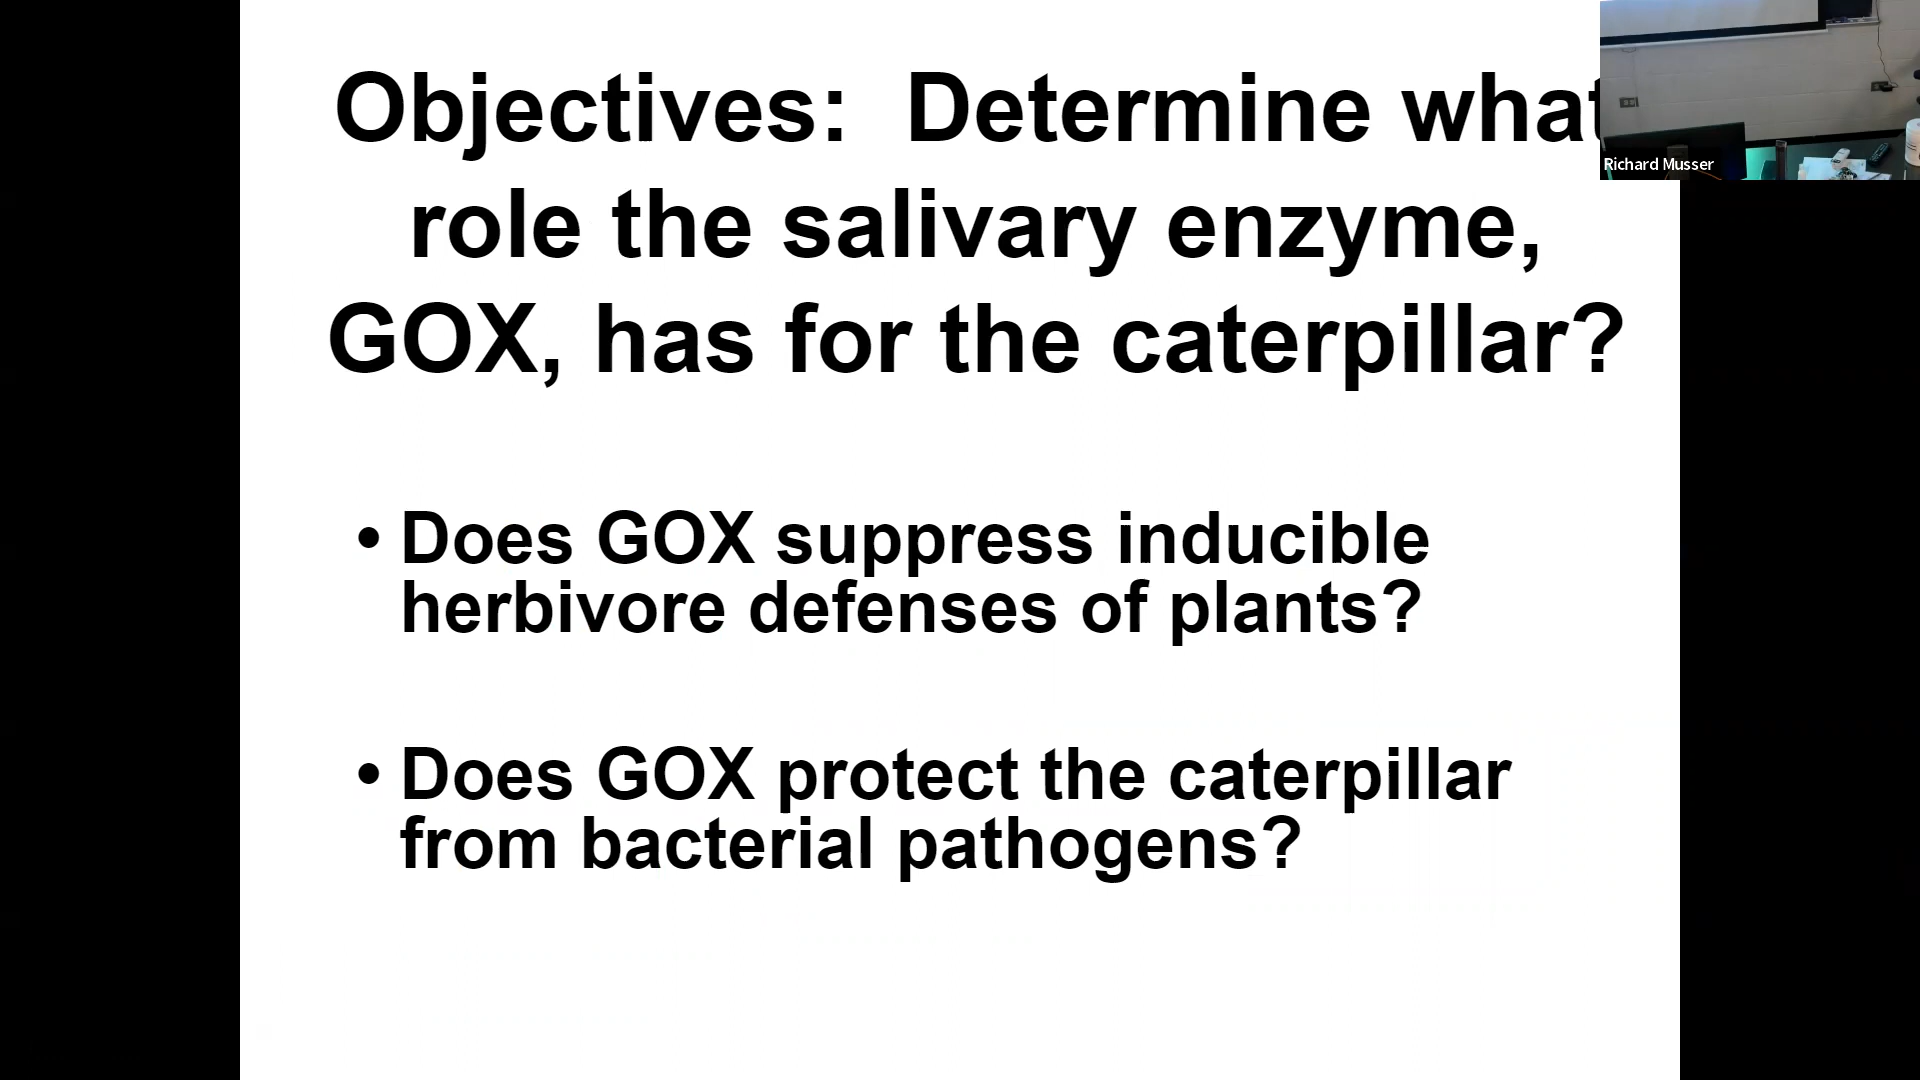 Objectives:  Determine what
role the salivary enzyme,
GOX, has for the caterpillar?
• Does GOX suppress inducible
herbivore defenses of plants?
• Does GOX protect the caterpillar
from bacterial pathogens?
Richard Musser